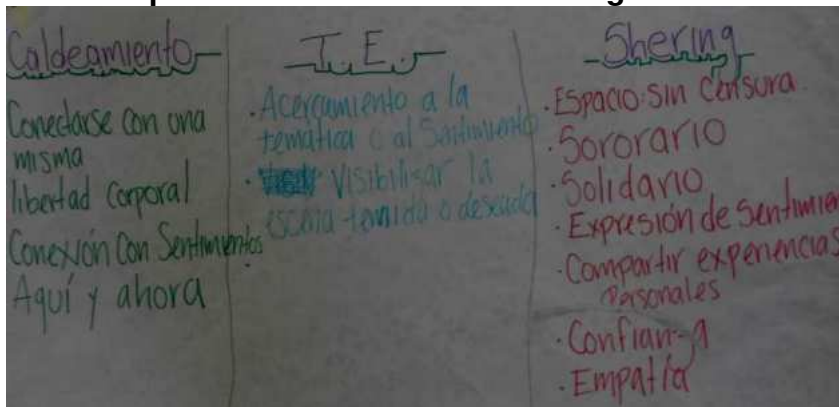 Caldeamiento
Conectarse con una
misma
libertad corporal
Conexión Con Sentimientos
Aquí y ahora
T.E.
· Acercamiento a la
temática o al Sentimiento
· Visibilisar la
escena temida o deseada
Shering
· Espacio sin Censura.
· Sororario
· Solidario
· Expresión de Sentimien
· Compartir experiencias
Personales
· Confianza
· Empatía